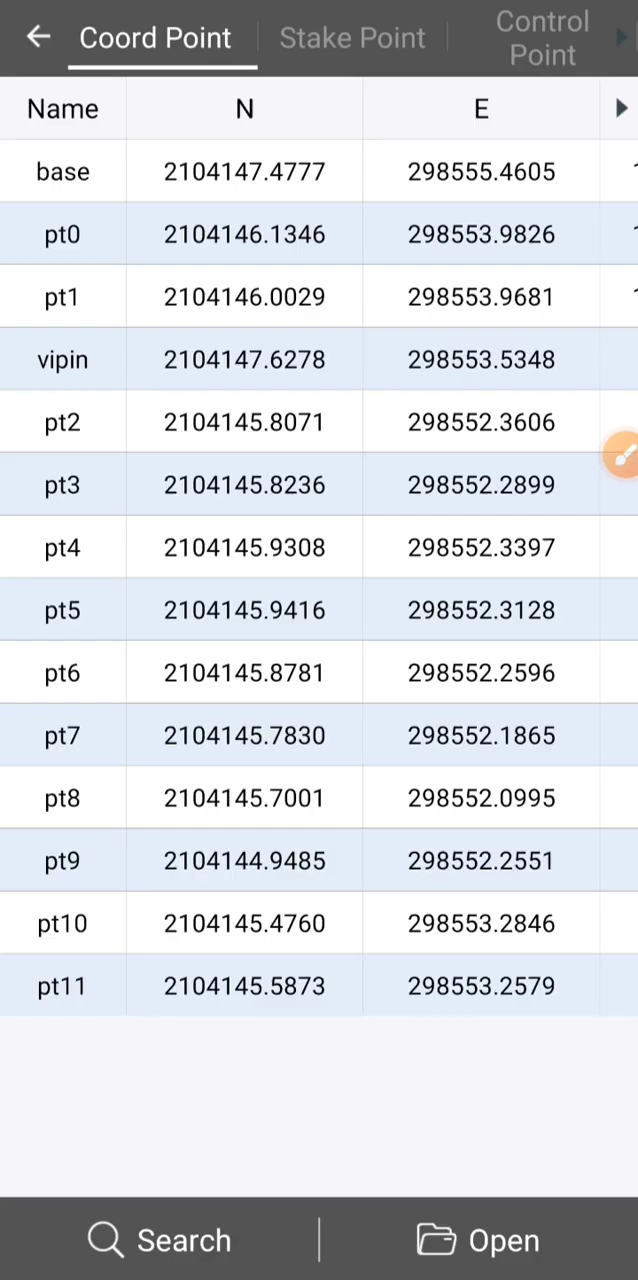 Coord Point Stake Point Control Point
Name N E
base 2104147.4777 298555.4605
pt0 2104146.1346 298553.9826
pt1 2104146.0029 298553.9681
vipin 2104147.6278 298553.5348
pt2 2104145.8071 298552.3606
pt3 2104145.8236 298552.2899
pt4 2104145.9308 298552.3397
pt5 2104145.9416 298552.3128
pt6 2104145.8781 298552.2596
pt7 2104145.7830 298552.1865
pt8 2104145.7001 298552.0995
pt9 2104144.9485 298552.2551
pt10 2104145.4760 298553.2846
pt11 2104145.5873 298553.2579
Search Open